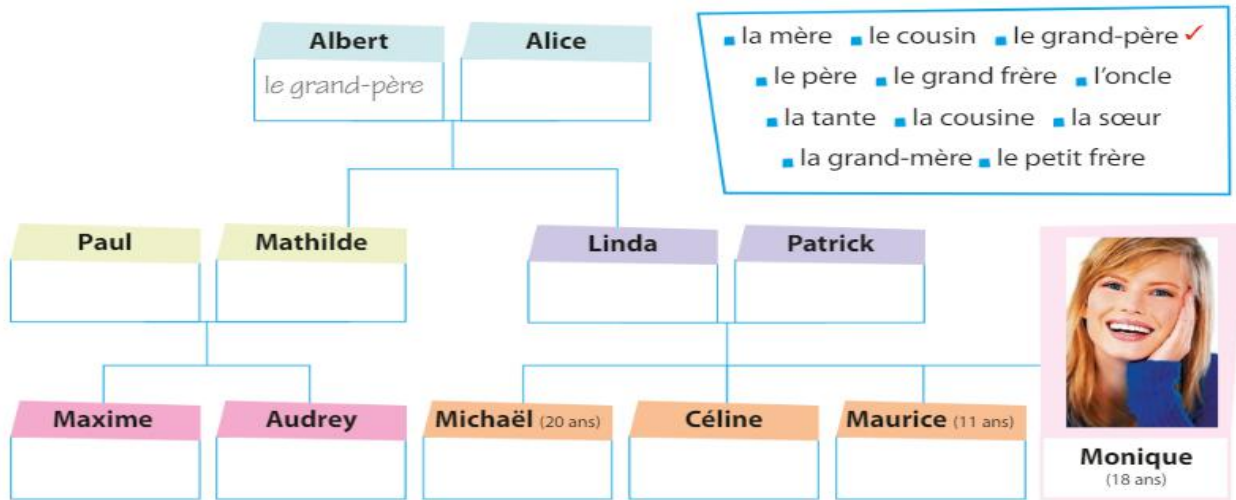 Albert Alice
le grand-père
▪ la mère ▪ le cousin ▪ le grand-père ✓
▪ le père ▪ le grand frère ▪ l'oncle
▪ la tante ▪ la cousine ▪ la sœur
▪ la grand-mère ▪ le petit frère
Paul Mathilde Linda Patrick
Maxime Audrey Michaël (20 ans) Céline Maurice (11 ans)
Monique
(18 ans)